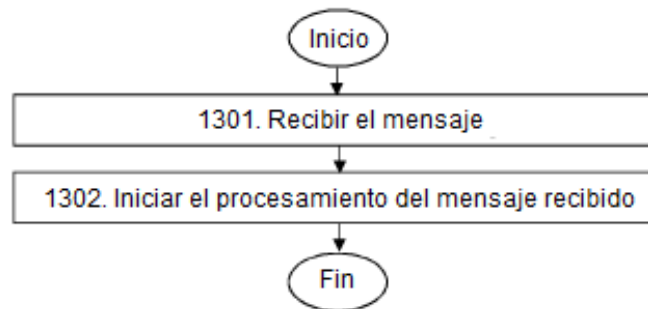 Inicio
1301. Recibir el mensaje
1302. Iniciar el procesamiento del mensaje recibido
Fin